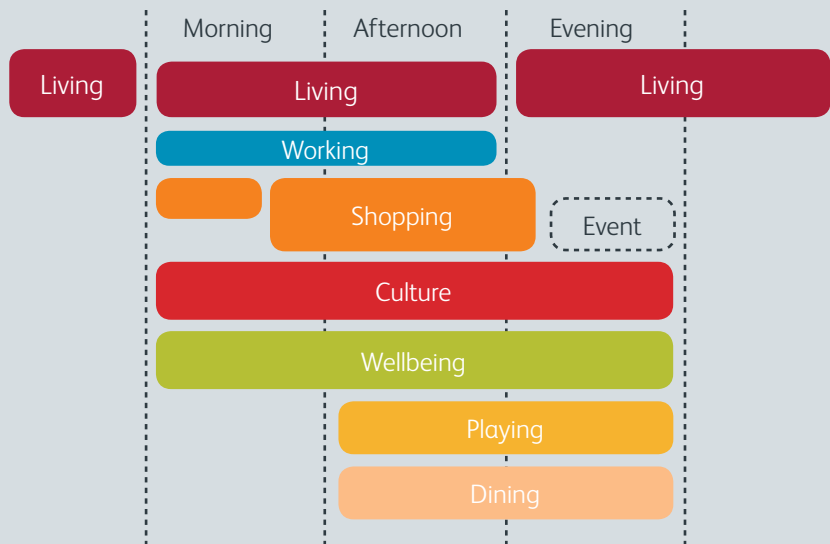 Morning Afternoon Evening
Living Living Living
Working
Shopping
Event
Culture
Wellbeing
Playing
Dining